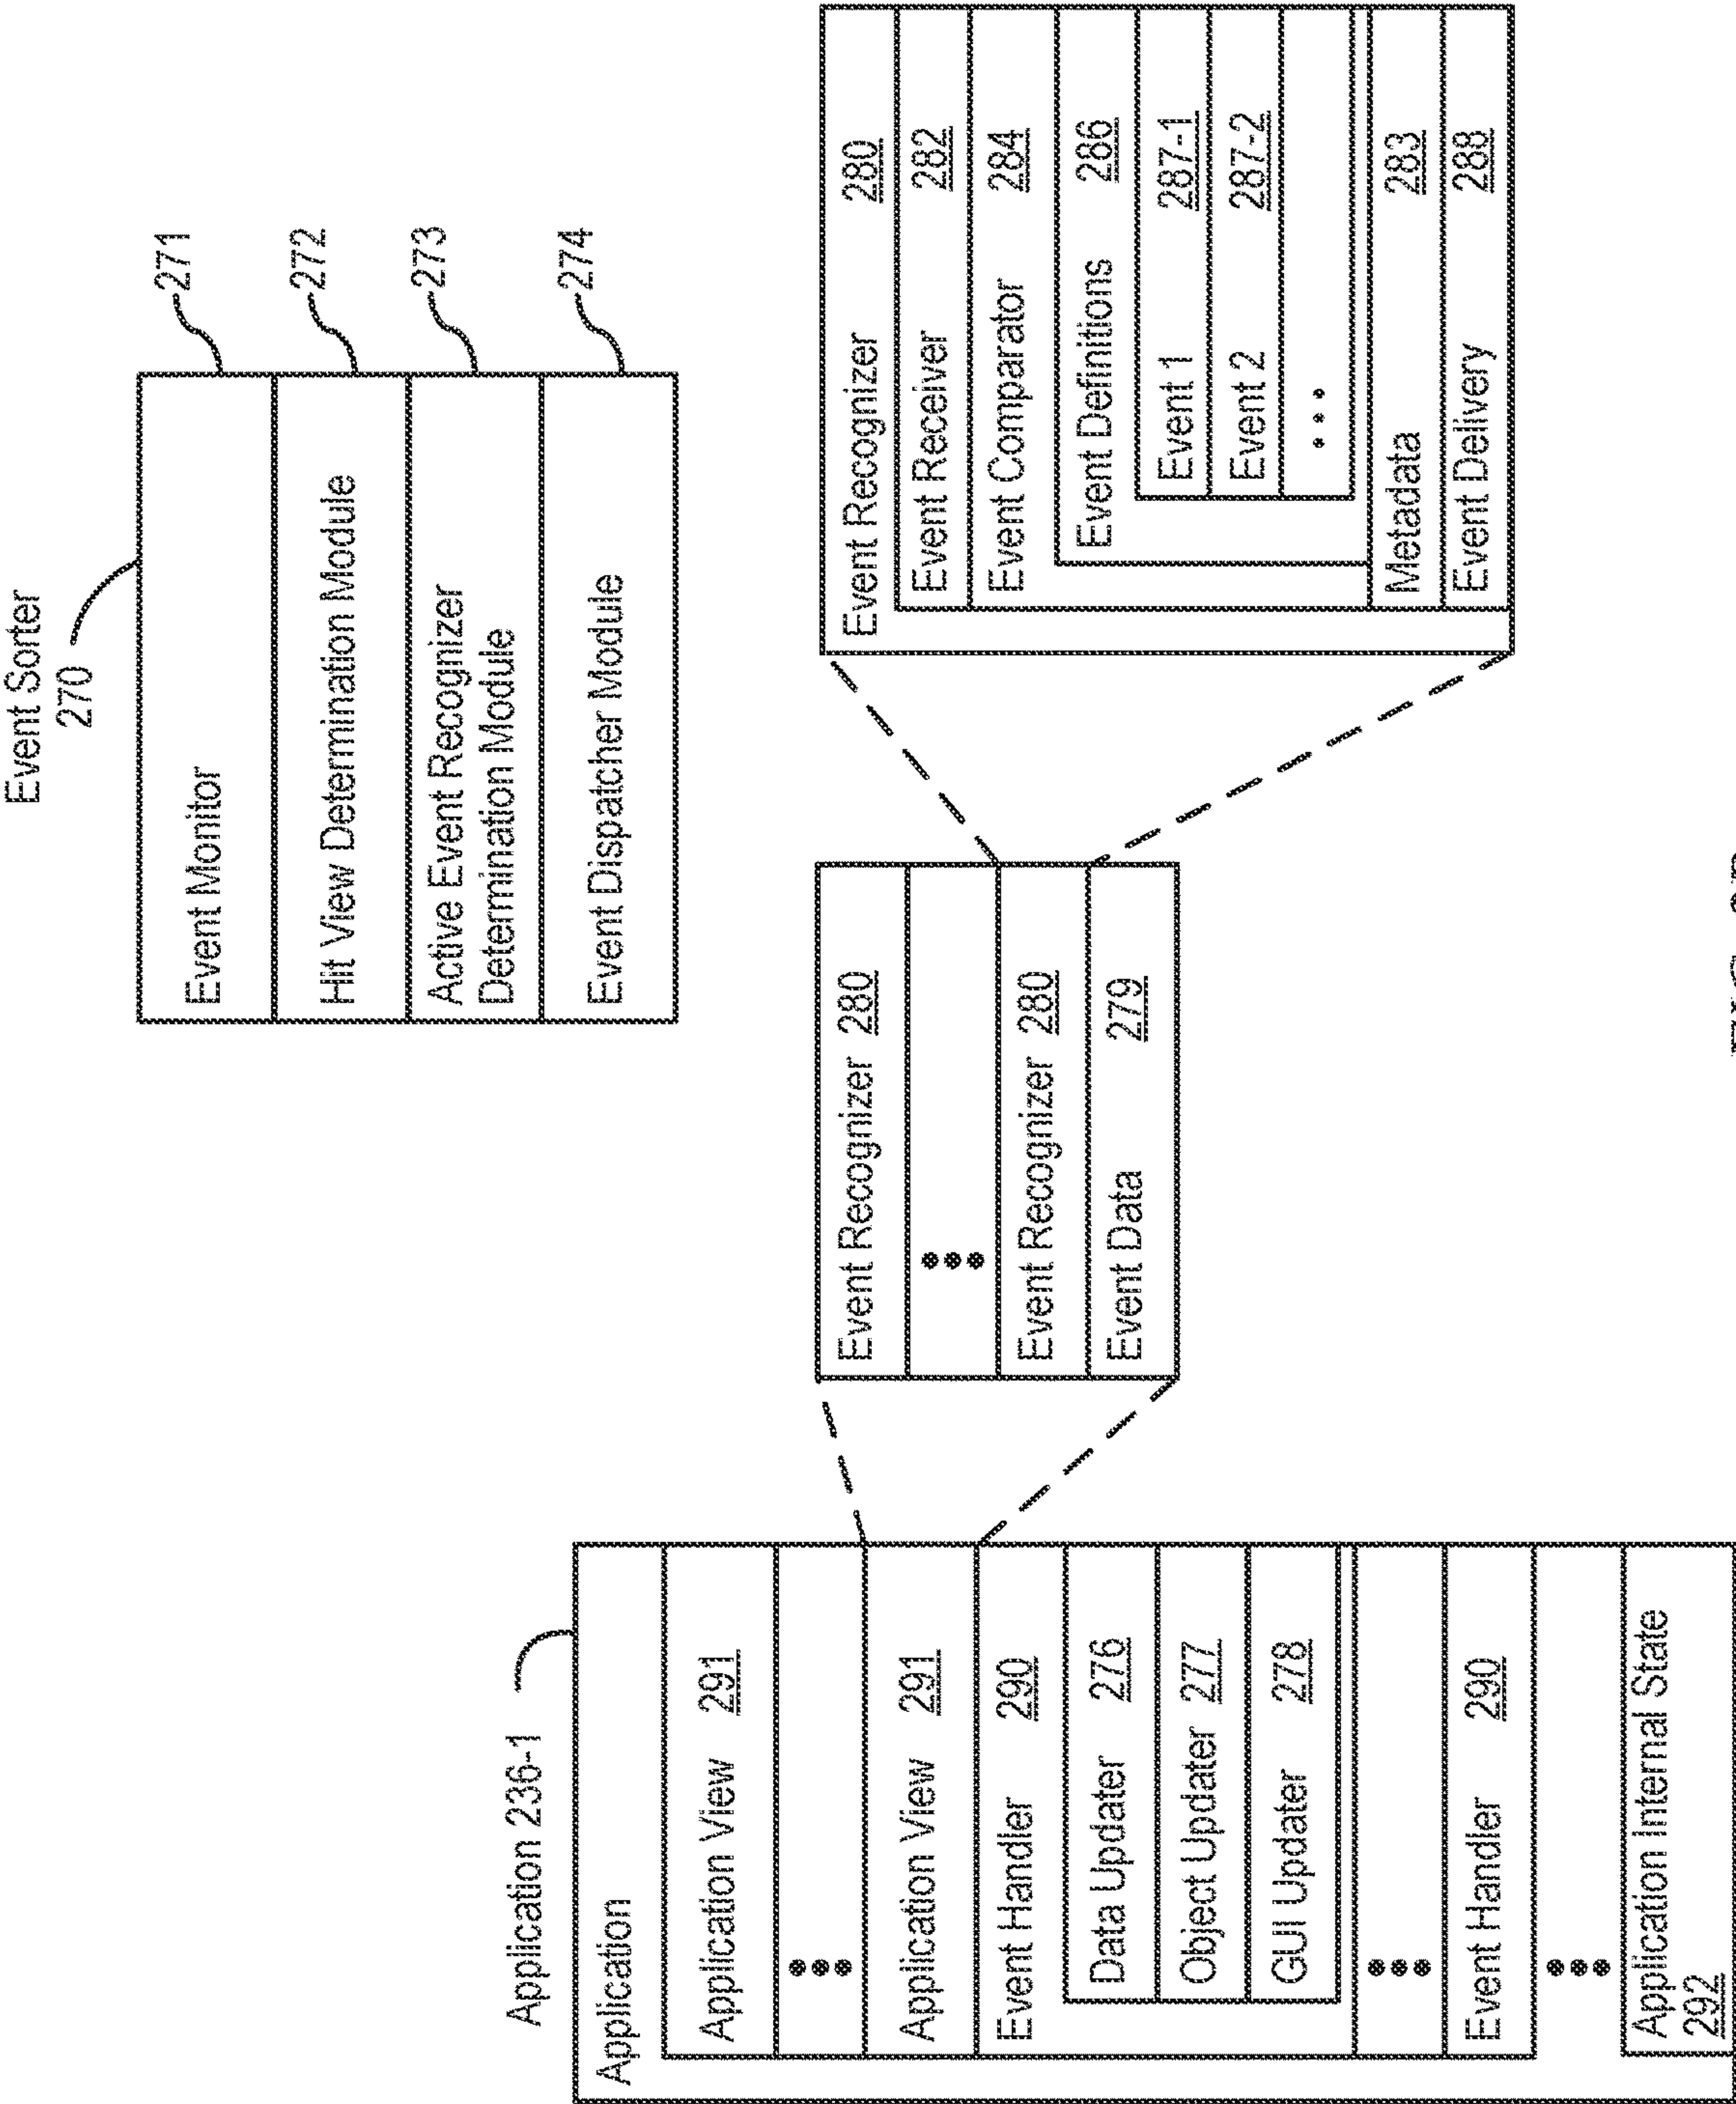 Event Sorter
270
Event Monitor
271
Hit View Determination Module
272
Active Event Recognizer
Determination Module
273
Event Dispatcher Module
274
Application 236-1
Application
Application View 291
Application View 291
Event Handler 290
Data Updater 276
Object Updater 277
GUI Updater 278
Event Handler 290
Application Internal State
292
Event Recognizer 280
Event Recognizer 280
Event Data 279
Event Recognizer 280
Event Receiver 282
Event Comparator 284
Event Definitions 286
Event 1 287-1
Event 2 287-2
Metadata 283
Event Delivery 288